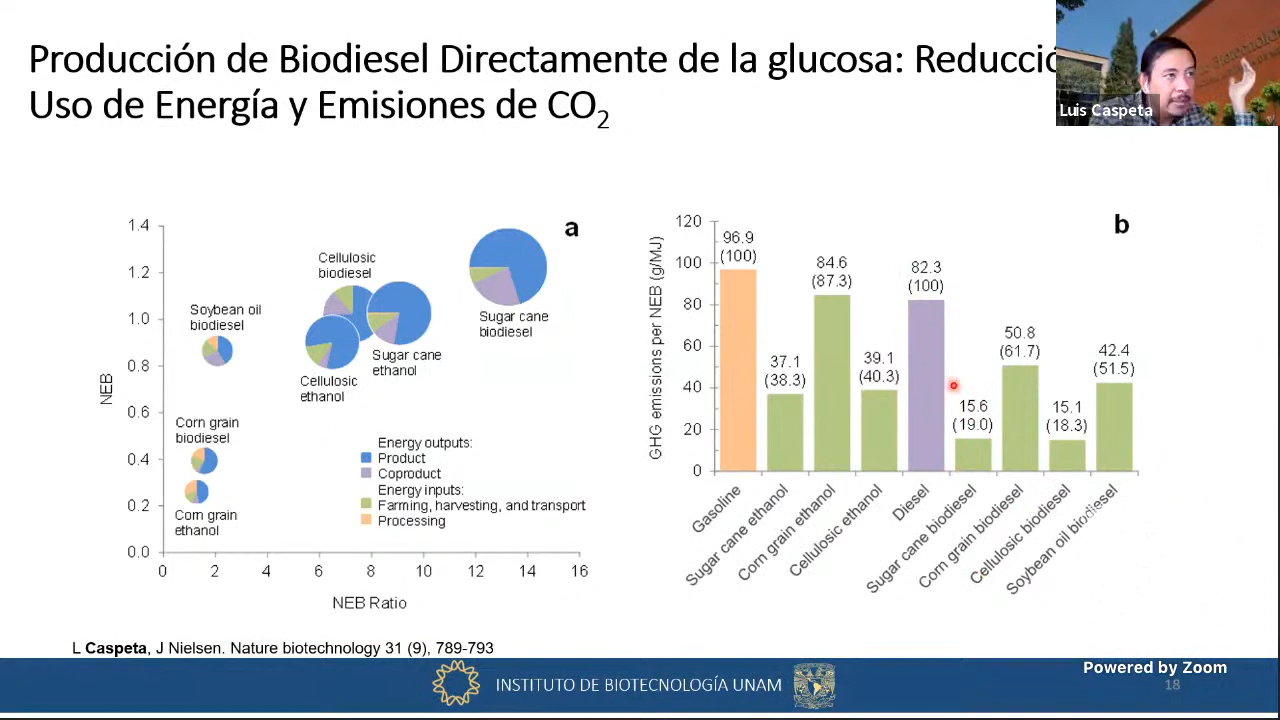 Producción de Biodiesel Directamente de la glucosa: Reducció
Uso de Energía y Emisiones de CO2
Luis Caspeta
a
1.4
1.2
1.0
0.8
0.6
0.4
0.2
0.0
NEB
0 2 4 6 8 10 12 14 16
NEB Ratio
Soybean oil
biodiesel
Corn grain
biodiesel
Corn grain
ethanol
Cellulosic
biodiesel
Cellulosic
ethanol
Sugar cane
ethanol
Sugar cane
biodiesel
Energy outputs:
Product
Coproduct
Energy inputs:
Farming, harvesting, and transport
Processing
b
GHG emissions per NEB (g/MJ)
120
100
80
60
40
20
0
96.9
(100)
37.1
(38.3)
84.6
(87.3)
39.1
(40.3)
82.3
(100)
15.6
(19.0)
50.8
(61.7)
15.1
(18.3)
42.4
(51.5)
Gasoline
Sugar cane ethanol
Corn grain ethanol
Cellulosic ethanol
Diesel
Sugar cane biodiesel
Corn grain biodiesel
Cellulosic biodiesel
Soybean oil biodiesel
L Caspeta, J Nielsen. Nature biotechnology 31 (9), 789-793
INSTITUTO DE BIOTECNOLOGÍA UNAM
Powered by Zoom
18